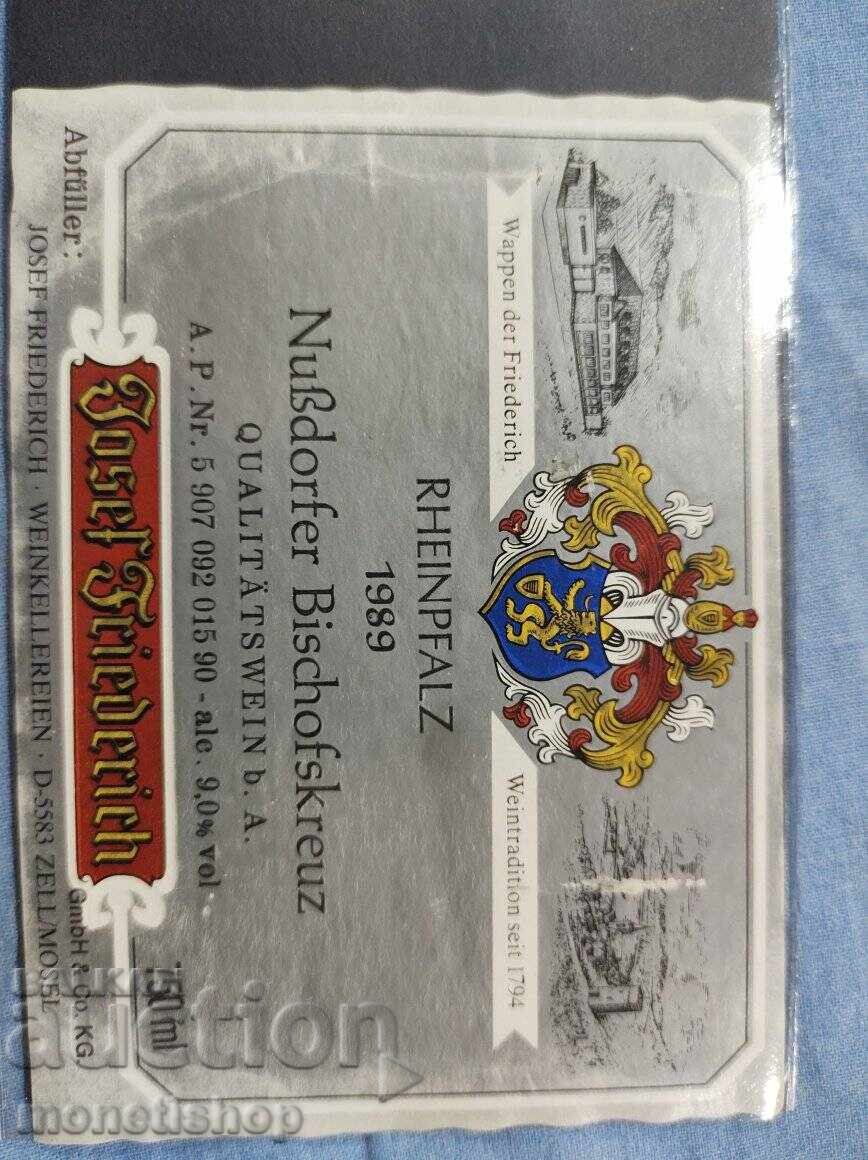 Wappen der Friederich
Weintradition seit 1794
RHEINPFALZ
1989
Nußdorfer Bischofskreuz
QUALITÄTSWEIN b. A.
A. P. Nr. 5 907 092 015 90 - alc. 9,0% vol
750 ml
Josef Friederich
GmbH & Co. KG.
Abfüller:
JOSEF FRIEDERICH · WEINKELLEREIEN · D-5583 ZELL/MOSEL
BALKAN
auction
monetishop